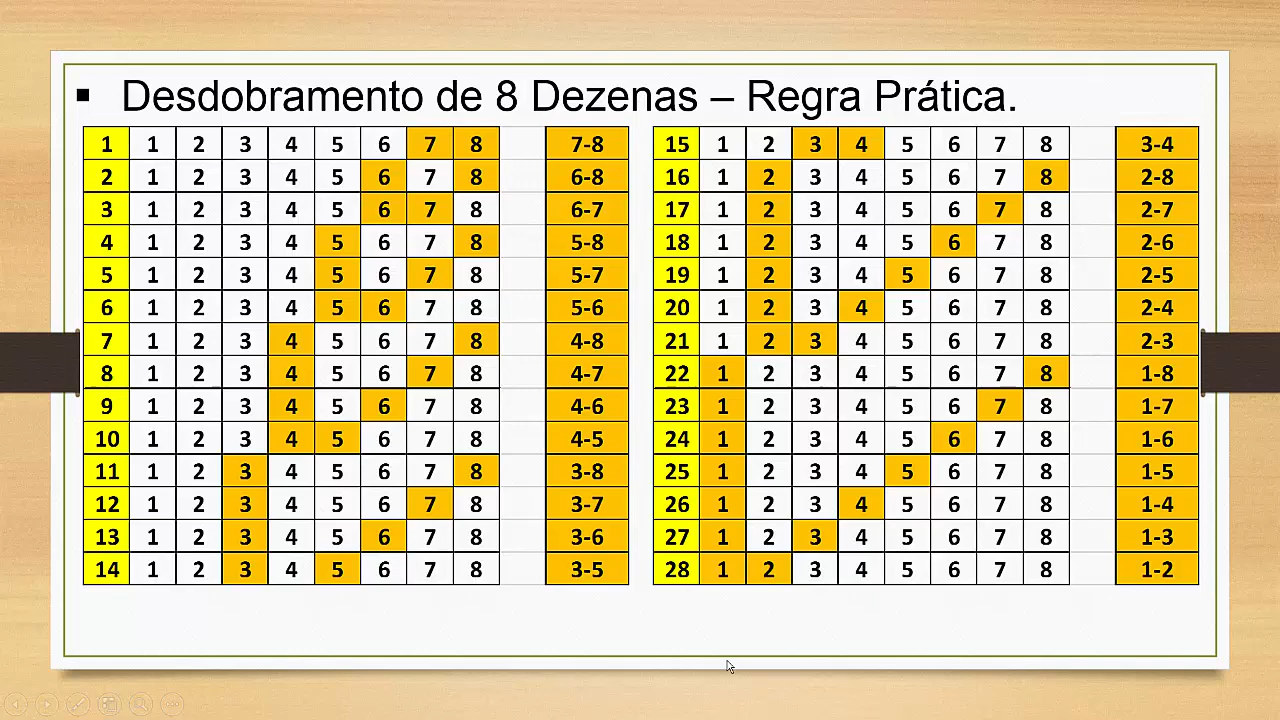 ▪ Desdobramento de 8 Dezenas – Regra Prática.
1 1 2 3 4 5 6 7 8 7-8 15 1 2 3 4 5 6 7 8 3-4
2 1 2 3 4 5 6 7 8 6-8 16 1 2 3 4 5 6 7 8 2-8
3 1 2 3 4 5 6 7 8 6-7 17 1 2 3 4 5 6 7 8 2-7
4 1 2 3 4 5 6 7 8 5-8 18 1 2 3 4 5 6 7 8 2-6
5 1 2 3 4 5 6 7 8 5-7 19 1 2 3 4 5 6 7 8 2-5
6 1 2 3 4 5 6 7 8 5-6 20 1 2 3 4 5 6 7 8 2-4
7 1 2 3 4 5 6 7 8 4-8 21 1 2 3 4 5 6 7 8 2-3
8 1 2 3 4 5 6 7 8 4-7 22 1 2 3 4 5 6 7 8 1-8
9 1 2 3 4 5 6 7 8 4-6 23 1 2 3 4 5 6 7 8 1-7
10 1 2 3 4 5 6 7 8 4-5 24 1 2 3 4 5 6 7 8 1-6
11 1 2 3 4 5 6 7 8 3-8 25 1 2 3 4 5 6 7 8 1-5
12 1 2 3 4 5 6 7 8 3-7 26 1 2 3 4 5 6 7 8 1-4
13 1 2 3 4 5 6 7 8 3-6 27 1 2 3 4 5 6 7 8 1-3
14 1 2 3 4 5 6 7 8 3-5 28 1 2 3 4 5 6 7 8 1-2